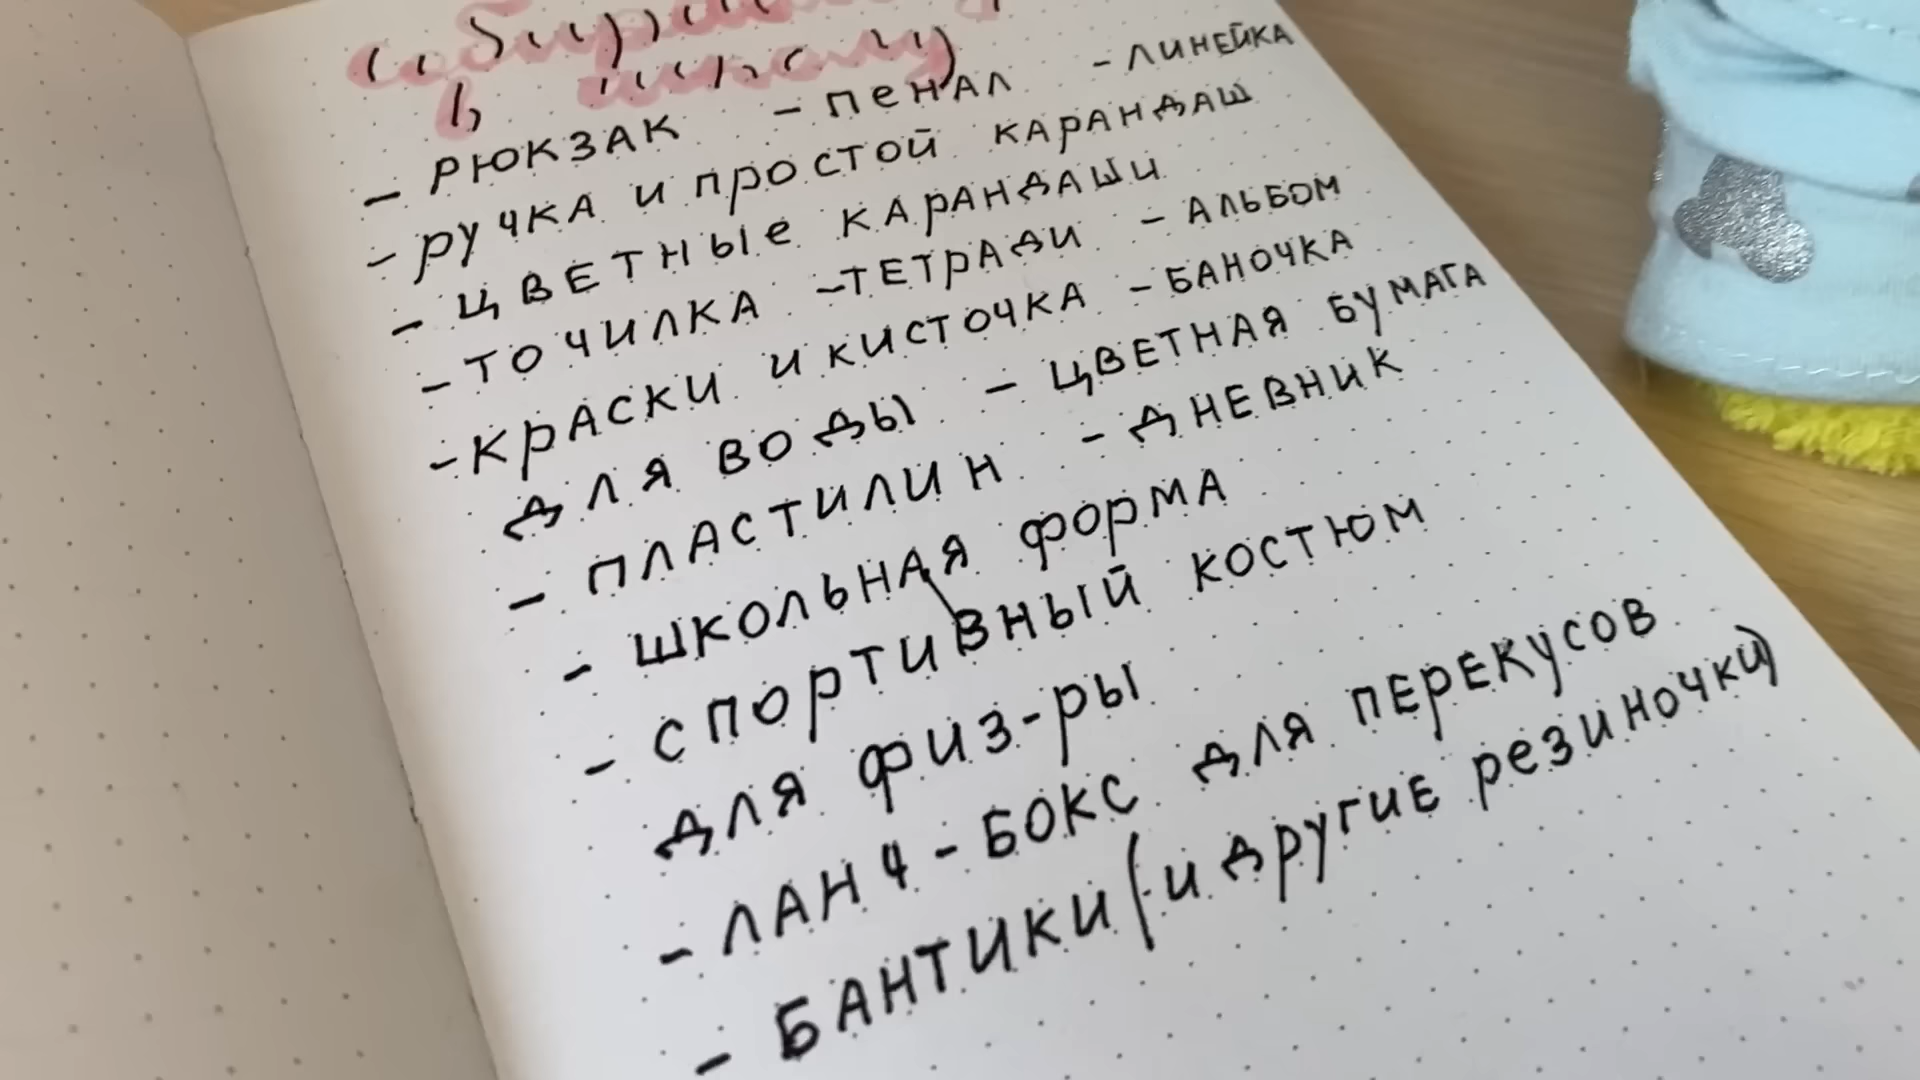 в школу
- РЮКЗАК - ПЕНАЛ - ЛИНЕЙКА
- РУЧКА И ПРОСТОЙ КАРАНДАШ
- ЦВЕТНЫЕ КАРАНДАШИ
- ТОЧИЛКА - ТЕТРАДИ - АЛЬБОМ
- КРАСКИ И КИСТОЧКА - БАНОЧКА
ДЛЯ ВОДЫ - ЦВЕТНАЯ БУМАГА
- ПЛАСТИЛИН - ДНЕВНИК
- ШКОЛЬНАЯ ФОРМА
- СПОРТИВНЫЙ КОСТЮМ
ДЛЯ ФИЗ-РЫ
- ЛАНЧ-БОКС ДЛЯ ПЕРЕКУСОВ
- БАНТИКИ (И ДРУГИЕ РЕЗИНОЧКИ)